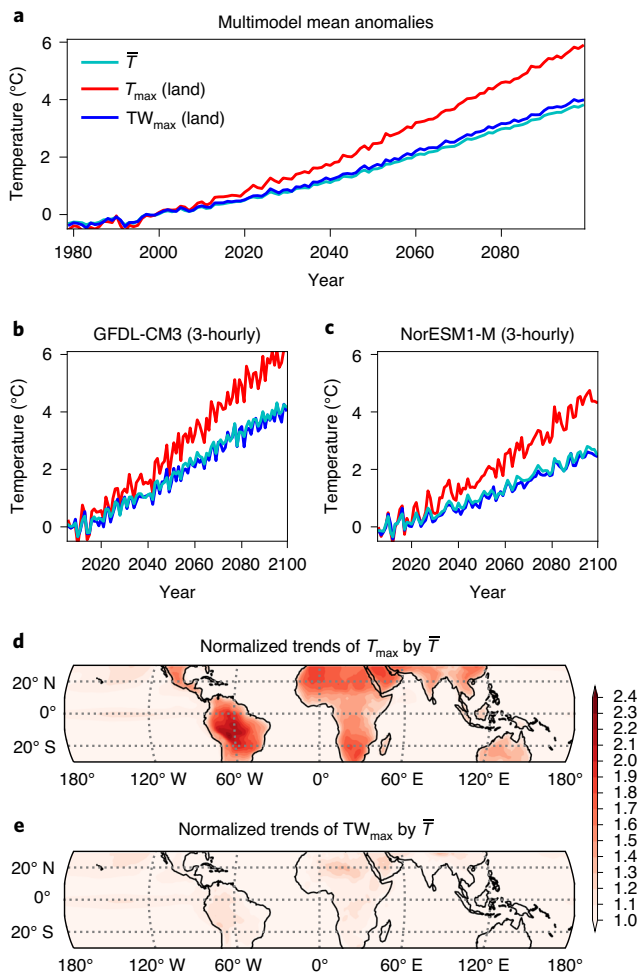 a
Multimodel mean anomalies
6
4
2
0
Temperature (°C)
T̅
Tmax (land)
TWmax (land)
1980 2000 2020 2040 2060 2080
Year
b
GFDL-CM3 (3-hourly)
6
4
2
0
Temperature (°C)
2020 2040 2060 2080 2100
Year
c
NorESM1-M (3-hourly)
6
4
2
0
Temperature (°C)
2020 2040 2060 2080 2100
Year
d
Normalized trends of Tmax by T̅
20° N
0°
20° S
180° 120° W 60° W 0° 60° E 120° E 180°
e
Normalized trends of TWmax by T̅
20° N
0°
20° S
180° 120° W 60° W 0° 60° E 120° E 180°
2.4
2.3
2.2
2.1
2.0
1.9
1.8
1.7
1.6
1.5
1.4
1.3
1.2
1.1
1.0